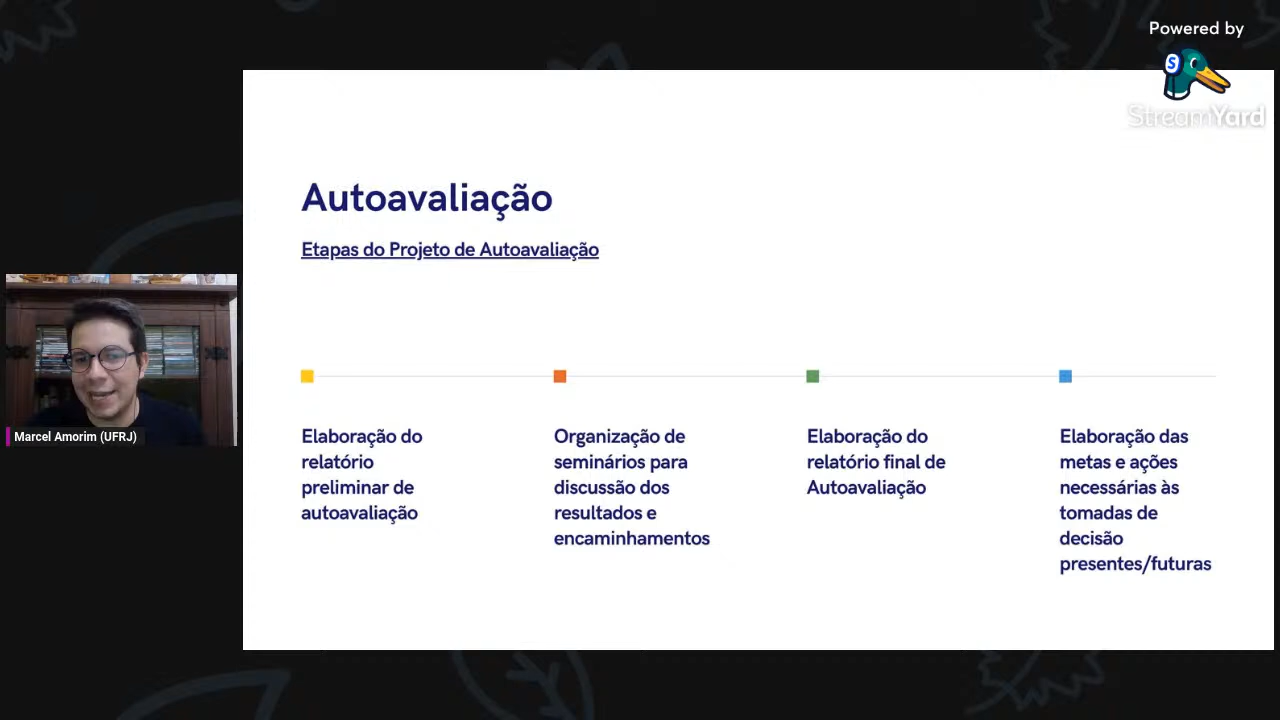 Powered by
StreamYard
Autoavaliação
Etapas do Projeto de Autoavaliação
Elaboração do
relatório
preliminar de
autoavaliação
Organização de
seminários para
discussão dos
resultados e
encaminhamentos
Elaboração do
relatório final de
Autoavaliação
Elaboração das
metas e ações
necessárias às
tomadas de
decisão
presentes/futuras
Marcel Amorim (UFRJ)